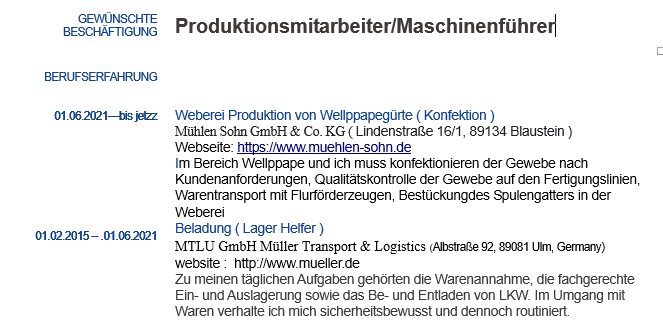 GEWÜNSCHTE
BESCHÄFTIGUNG
Produktionsmitarbeiter/Maschinenführer
BERUFSERFAHRUNG
01.06.2021—bis jetzz
Weberei Produktion von Wellppapegürte ( Konfektion )
Mühlen Sohn GmbH & Co. KG ( Lindenstraße 16/1, 89134 Blaustein )
Webseite: https://www.muehlen-sohn.de
Im Bereich Wellppape und ich muss konfektionieren der Gewebe nach
Kundenanforderungen, Qualitätskontrolle der Gewebe auf den Fertigungslinien,
Warentransport mit Flurförderzeugen, Bestückungdes Spulengatters in der
Weberei
01.02.2015 – .01.06.2021
Beladung ( Lager Helfer )
MTLU GmbH Müller Transport & Logistics (Albstraße 92, 89081 Ulm, Germany)
website : http://www.mueller.de
Zu meinen täglichen Aufgaben gehörten die Warenannahme, die fachgerechte
Ein- und Auslagerung sowie das Be- und Entladen von LKW. Im Umgang mit
Waren verhalte ich mich sicherheitsbewusst und dennoch routiniert.